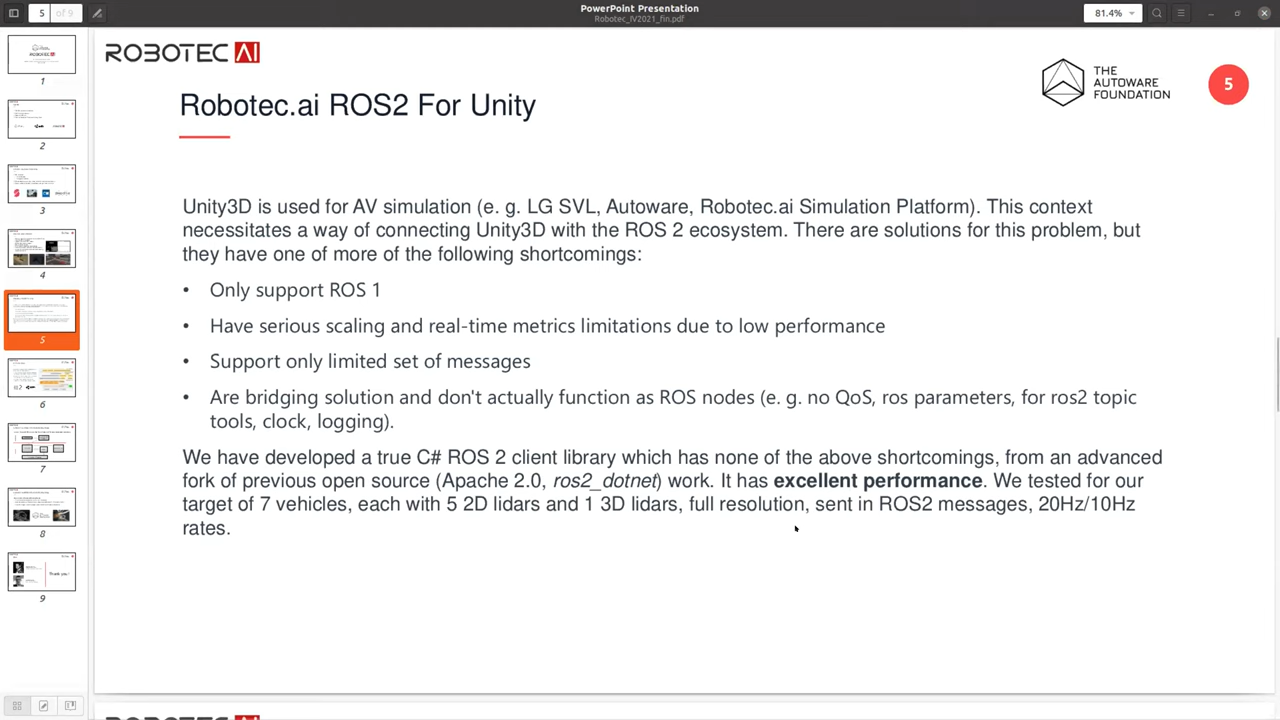 5 of 9
PowerPoint Presentation
Robotec_IV2021_fin.pdf
81.4%
ROBOTEC AI
THE
AUTOWARE
FOUNDATION
5
Robotec.ai ROS2 For Unity
Unity3D is used for AV simulation (e. g. LG SVL, Autoware, Robotec.ai Simulation Platform). This context
necessitates a way of connecting Unity3D with the ROS 2 ecosystem. There are solutions for this problem, but
they have one of more of the following shortcomings:
• Only support ROS 1
• Have serious scaling and real-time metrics limitations due to low performance
• Support only limited set of messages
• Are bridging solution and don't actually function as ROS nodes (e. g. no QoS, ros parameters, for ros2 topic
tools, clock, logging).
We have developed a true C# ROS 2 client library which has none of the above shortcomings, from an advanced
fork of previous open source (Apache 2.0, ros2_dotnet) work. It has excellent performance. We tested for our
target of 7 vehicles, each with 5 2D lidars and 1 3D lidars, full resolution, sent in ROS2 messages, 20Hz/10Hz
rates.
1
2
3
4
5
6
7
8
Thank you!
9